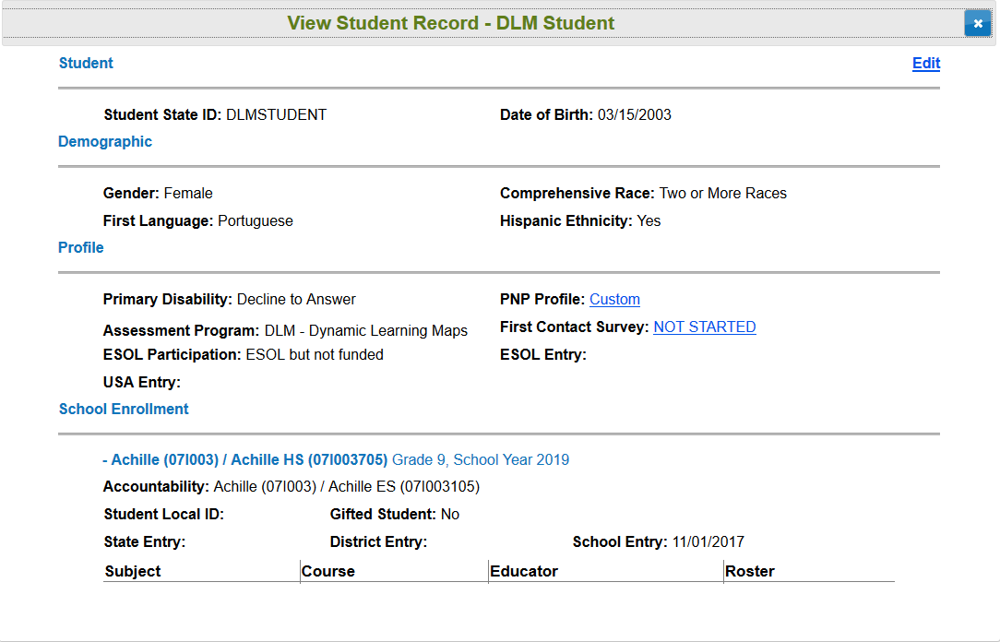 View Student Record - DLM Student
Student Edit
Student State ID: DLMSTUDENT Date of Birth: 03/15/2003
Demographic
Gender: Female Comprehensive Race: Two or More Races
First Language: Portuguese Hispanic Ethnicity: Yes
Profile
Primary Disability: Decline to Answer PNP Profile: Custom
Assessment Program: DLM - Dynamic Learning Maps First Contact Survey: NOT STARTED
ESOL Participation: ESOL but not funded ESOL Entry:
USA Entry:
School Enrollment
- Achille (07I003) / Achille HS (07I003705) Grade 9, School Year 2019
Accountability: Achille (07I003) / Achille ES (07I003105)
Student Local ID: Gifted Student: No
State Entry: District Entry: School Entry: 11/01/2017
Subject Course Educator Roster